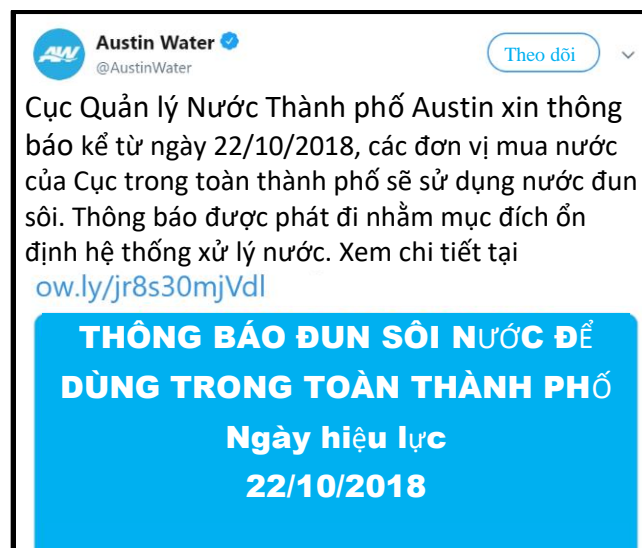 AW
Austin Water
@AustinWater
Theo dõi
Cục Quản lý Nước Thành phố Austin xin thông
báo kể từ ngày 22/10/2018, các đơn vị mua nước
của Cục trong toàn thành phố sẽ sử dụng nước đun
sôi. Thông báo được phát đi nhằm mục đích ổn
định hệ thống xử lý nước. Xem chi tiết tại
ow.ly/jr8s30mjVdl
THÔNG BÁO ĐUN SÔI NƯỚC ĐỂ
DÙNG TRONG TOÀN THÀNH PHỐ
Ngày hiệu lực
22/10/2018